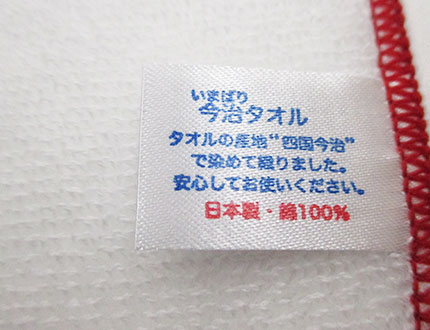 いまばり
今治タオル
タオルの産地“四国今治”
で染めて織りました。
安心してお使いください。
日本製・綿100%